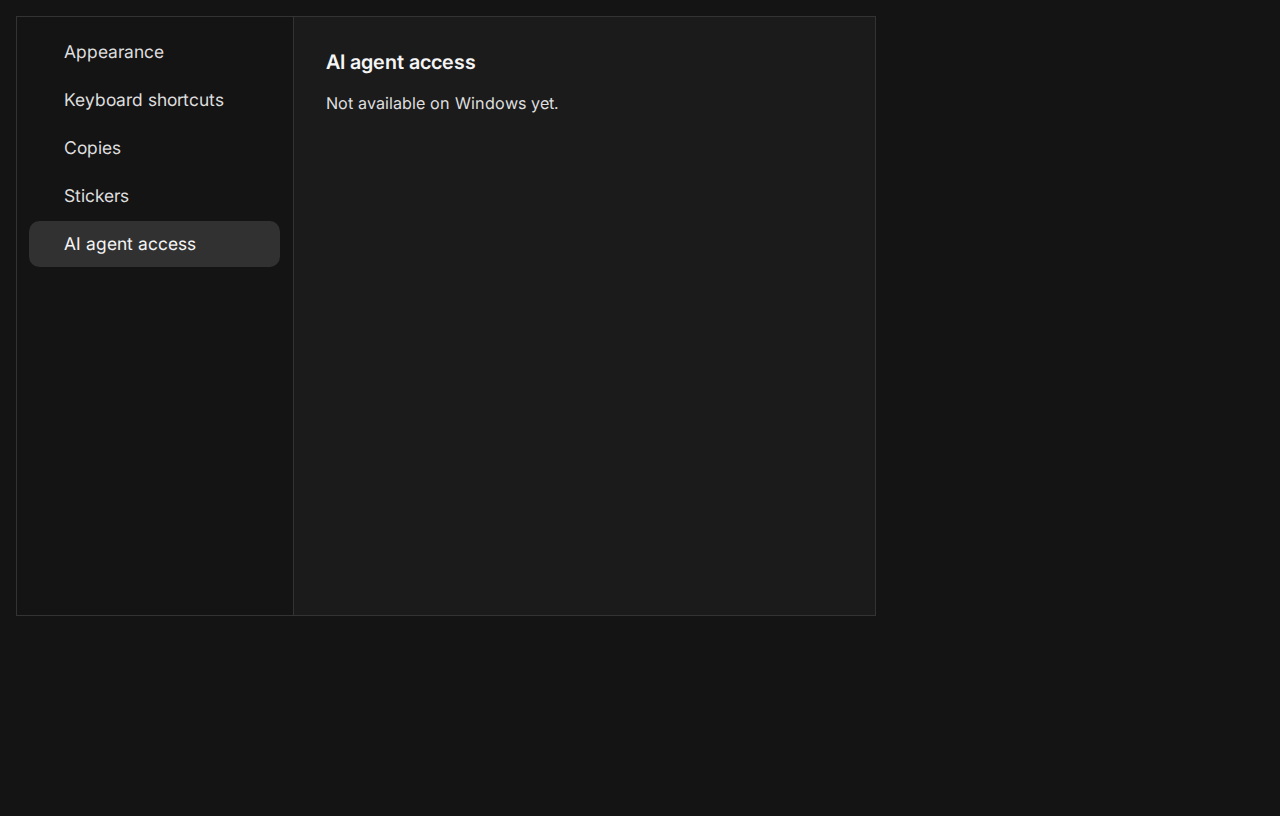 Appearance
Keyboard shortcuts
Copies
Stickers
AI agent access
AI agent access
Not available on Windows yet.